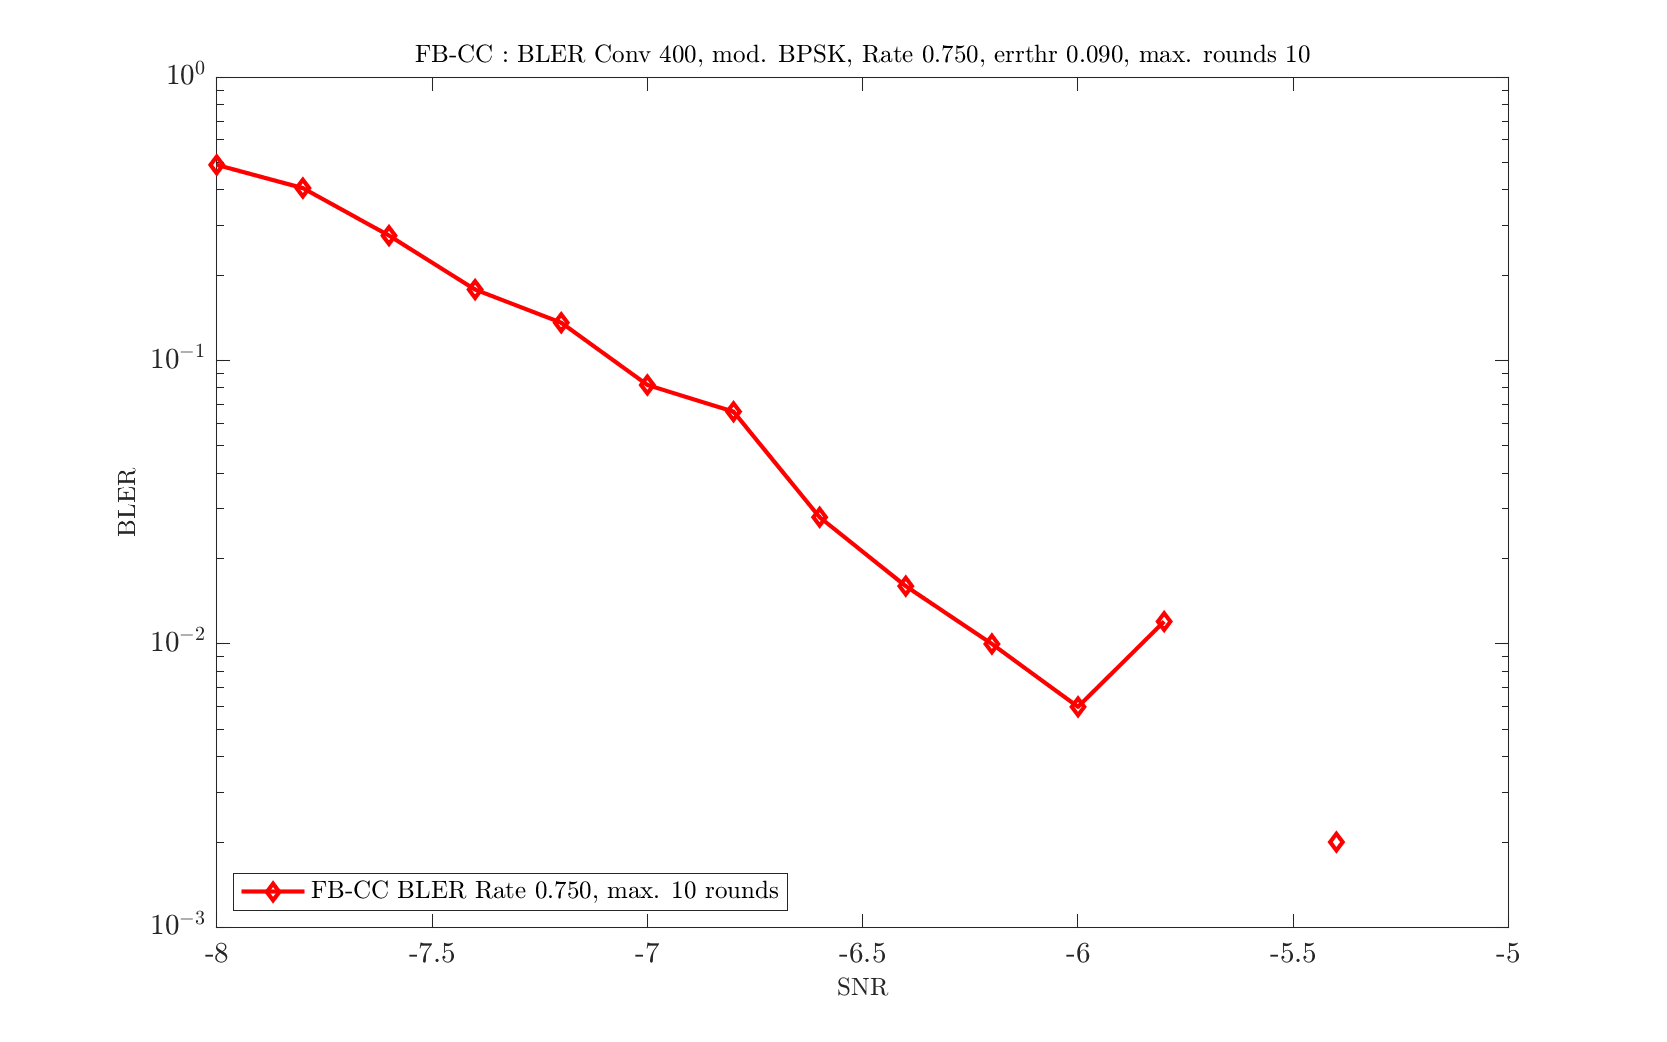 FB-CC : BLER Conv 400, mod. BPSK, Rate 0.750, errthr 0.090, max. rounds 10
10⁰
10⁻¹
10⁻²
10⁻³
BLER
FB-CC BLER Rate 0.750, max. 10 rounds
-8 -7.5 -7 -6.5 -6 -5.5 -5
SNR